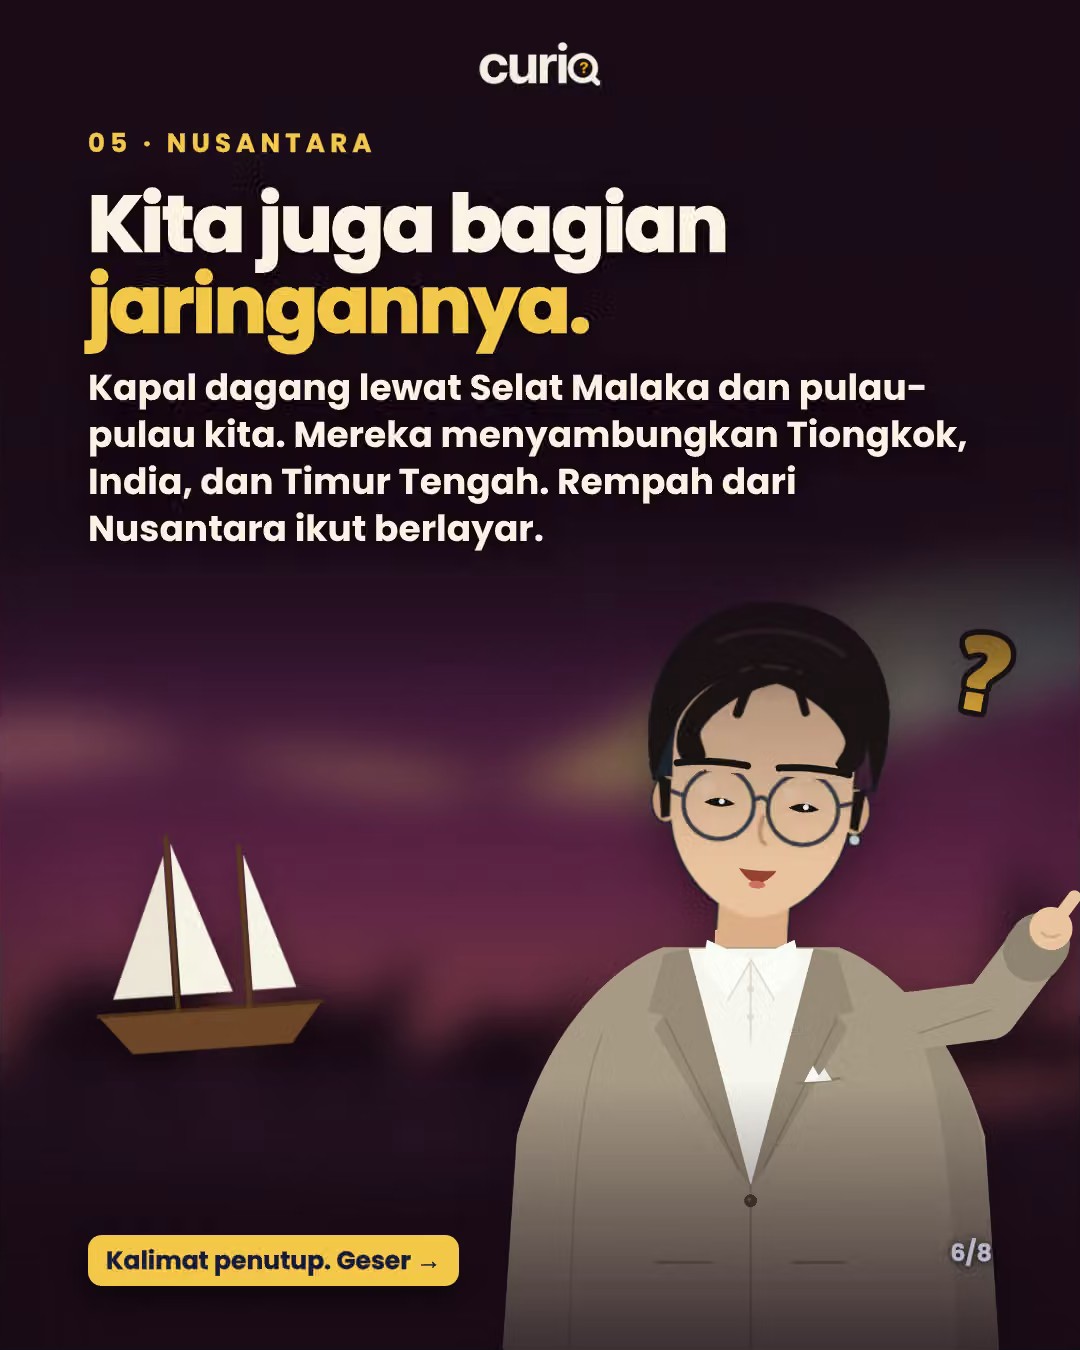 curio
05 · NUSANTARA
Kita juga bagian
jaringannya.
Kapal dagang lewat Selat Malaka dan pulau-
pulau kita. Mereka menyambungkan Tiongkok,
India, dan Timur Tengah. Rempah dari
Nusantara ikut berlayar.
?
Kalimat penutup. Geser →
6/8